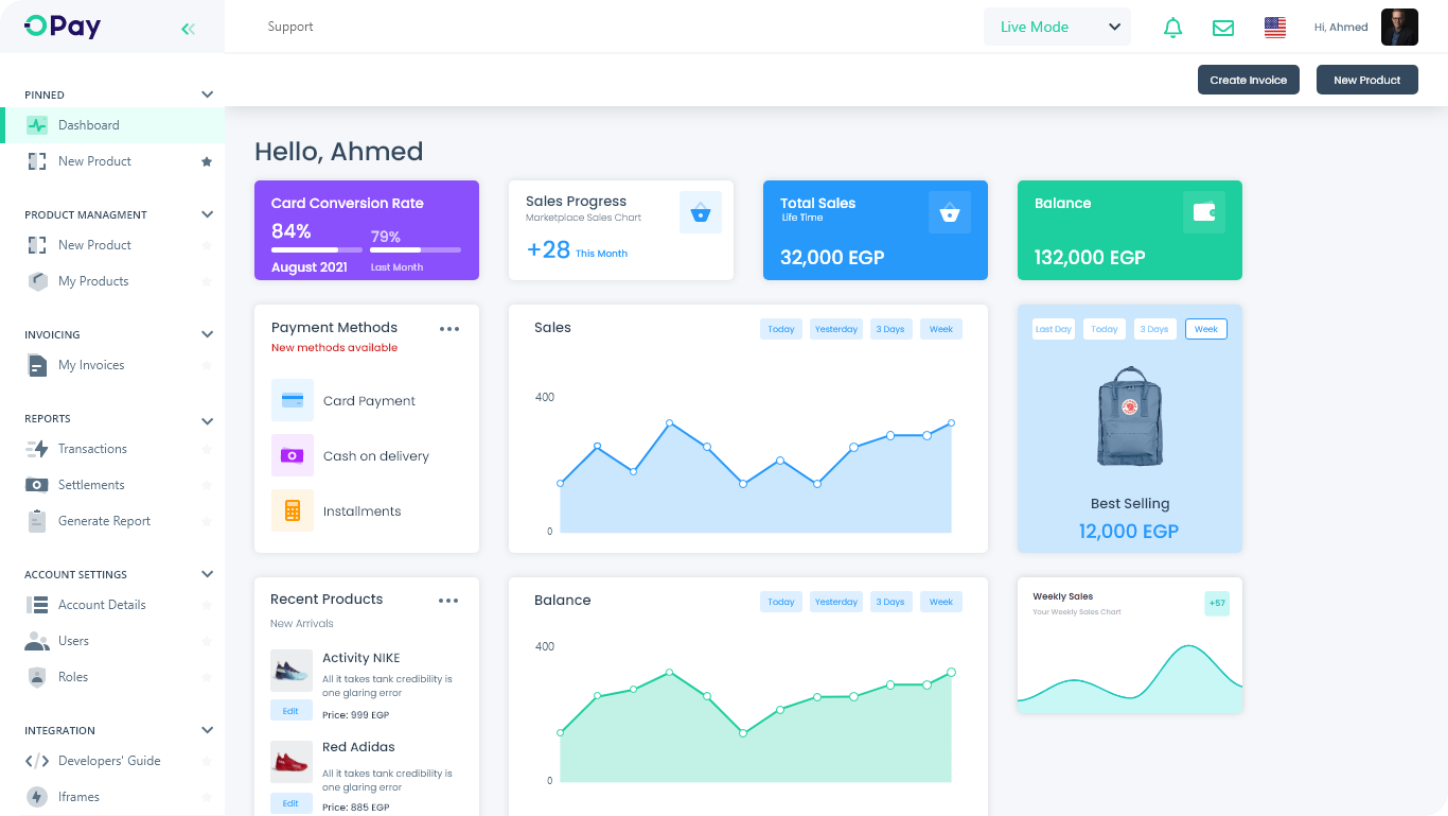 Pay
Support
Live Mode
Hi, Ahmed
Create Invoice
New Product
PINNED
Dashboard
New Product
PRODUCT MANAGMENT
New Product
My Products
INVOICING
My Invoices
REPORTS
Transactions
Settlements
Generate Report
ACCOUNT SETTINGS
Account Details
Users
Roles
INTEGRATION
Developers' Guide
Iframes
Hello, Ahmed
Card Conversion Rate
84%
79%
August 2021
Last Month
Sales Progress
Marketplace Sales Chart
+28 This Month
Total Sales
Life Time
32,000 EGP
Balance
132,000 EGP
Payment Methods
New methods available
Card Payment
Cash on delivery
Installments
Sales
Today
Yesterday
3 Days
Week
400
0
Last Day
Today
3 Days
Week
Best Selling
12,000 EGP
Recent Products
New Arrivals
Activity NIKE
All it takes tank credibility is
one glaring error
Edit
Price: 999 EGP
Red Adidas
All it takes tank credibility is
one glaring error
Edit
Price: 885 EGP
Balance
Today
Yesterday
3 Days
Week
400
0
Weekly Sales
Your Weekly Sales Chart
+57